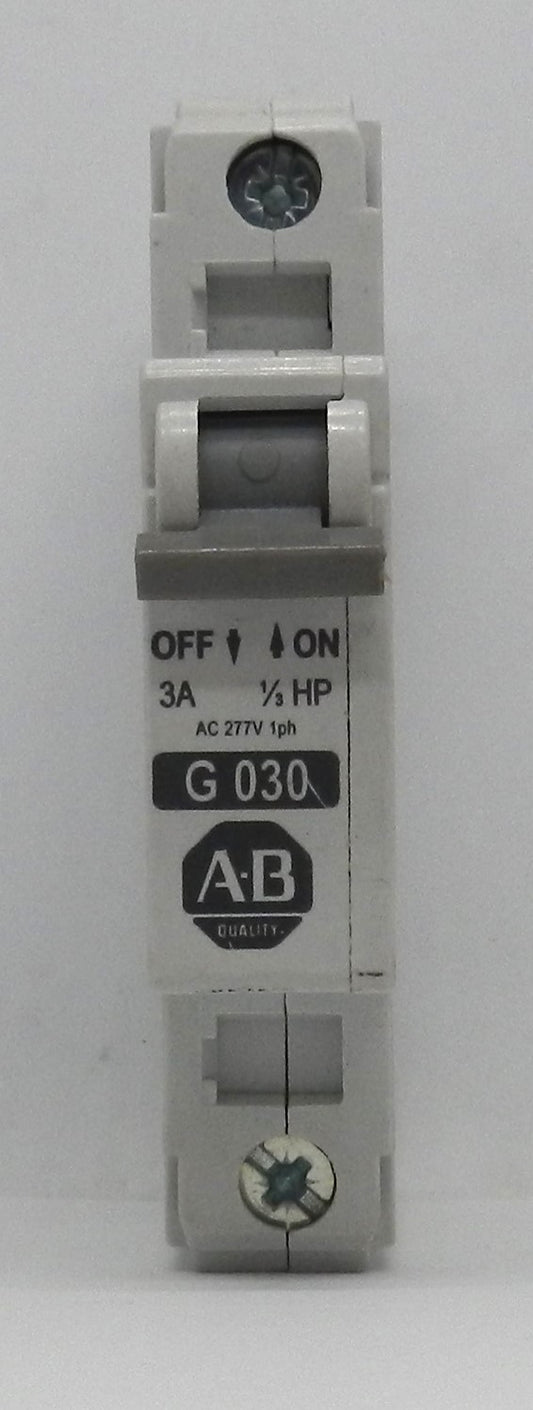 OFF ON
3A ⅓ HP
AC 277V 1ph
G 030
A·B
QUALITY